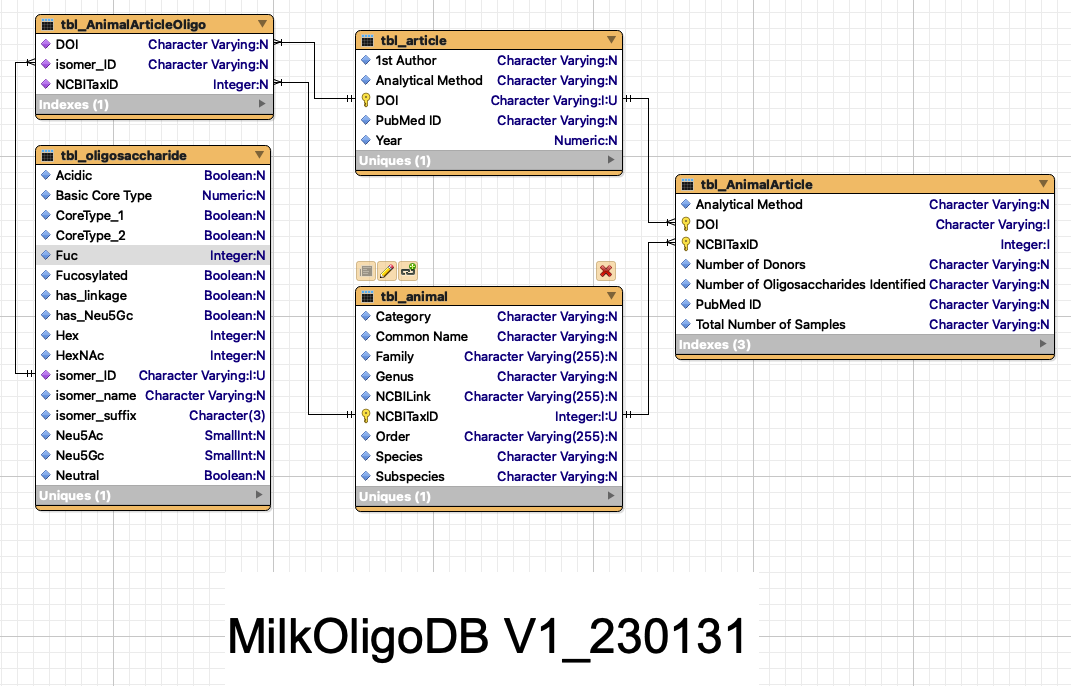 tbl_AnimalArticleOligo
DOI Character Varying:N
isomer_ID Character Varying:N
NCBITaxID Integer:N
Indexes (1)
tbl_oligosaccharide
Acidic Boolean:N
Basic Core Type Numeric:N
CoreType_1 Boolean:N
CoreType_2 Boolean:N
Fuc Integer:N
Fucosylated Boolean:N
has_linkage Boolean:N
has_Neu5Gc Boolean:N
Hex Integer:N
HexNAc Integer:N
isomer_ID Character Varying:I:U
isomer_name Character Varying:N
isomer_suffix Character(3)
Neu5Ac SmallInt:N
Neu5Gc SmallInt:N
Neutral Boolean:N
Uniques (1)
tbl_article
1st Author Character Varying:N
Analytical Method Character Varying:N
DOI Character Varying:I:U
PubMed ID Character Varying:N
Year Numeric:N
Uniques (1)
tbl_animal
Category Character Varying:N
Common Name Character Varying:N
Family Character Varying(255):N
Genus Character Varying:N
NCBILink Character Varying(255):N
NCBITaxID Integer:I:U
Order Character Varying(255):N
Species Character Varying:N
Subspecies Character Varying:N
Uniques (1)
tbl_AnimalArticle
Analytical Method Character Varying:N
DOI Character Varying:I
NCBITaxID Integer:I
Number of Donors Character Varying:N
Number of Oligosaccharides Identified Character Varying:N
PubMed ID Character Varying:N
Total Number of Samples Character Varying:N
Indexes (3)
MilkOligoDB V1_230131